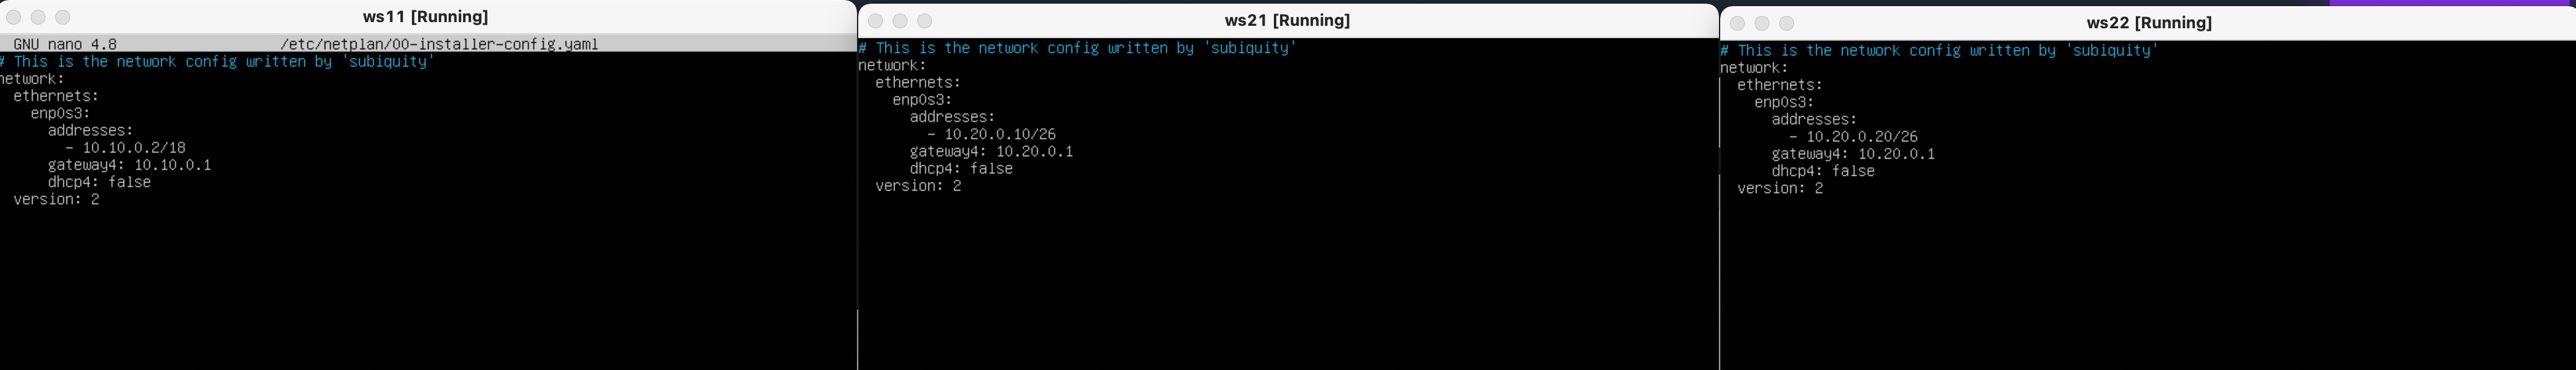 ws11 [Running]
GNU nano 4.8 /etc/netplan/00-installer-config.yaml
# This is the network config written by 'subiquity'
network:
  ethernets:
    enp0s3:
      addresses:
        - 10.10.0.2/18
      gateway4: 10.10.0.1
      dhcp4: false
  version: 2
ws21 [Running]
# This is the network config written by 'subiquity'
network:
  ethernets:
    enp0s3:
      addresses:
        - 10.20.0.10/26
      gateway4: 10.20.0.1
      dhcp4: false
  version: 2
ws22 [Running]
# This is the network config written by 'subiquity'
network:
  ethernets:
    enp0s3:
      addresses:
        - 10.20.0.20/26
      gateway4: 10.20.0.1
      dhcp4: false
  version: 2